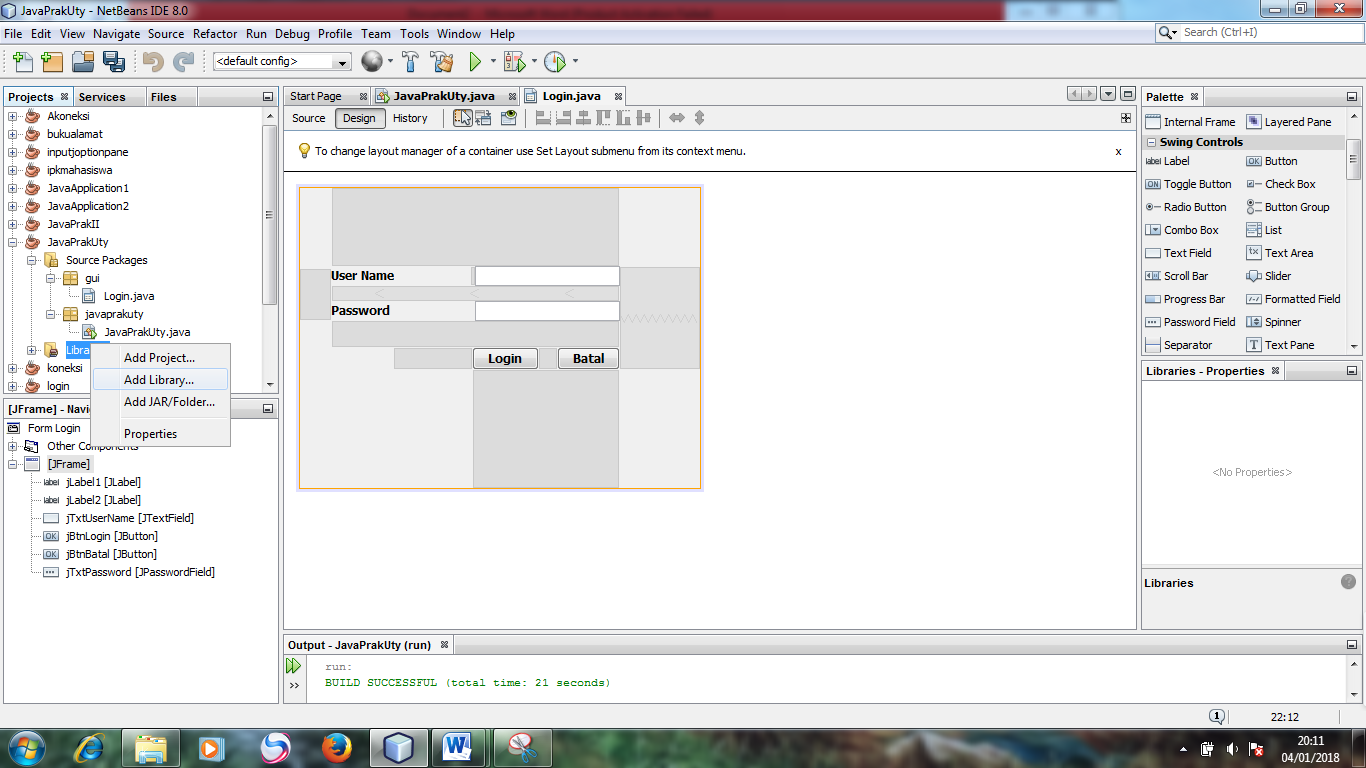 JavaPrakUty - NetBeans IDE 8.0
File Edit View Navigate Source Refactor Run Debug Profile Team Tools Window Help
Search (Ctrl+I)
<default config>
Projects Services Files
Akoneksi
bukualamat
inputjoptionpane
ipkmahasiswa
JavaApplication1
JavaApplication2
JavaPrakII
JavaPrakUty
Source Packages
gui
Login.java
javaprakuty
JavaPrakUty.java
koneksi
login
Add Project...
Add Library...
Add JAR/Folder...
Properties
[JFrame] - Navi
Form Login
Other Components
[JFrame]
jLabel1 [JLabel]
jLabel2 [JLabel]
jTxtUserName [JTextField]
jBtnLogin [JButton]
jBtnBatal [JButton]
jTxtPassword [JPasswordField]
Start Page JavaPrakUty.java Login.java
Source Design History
To change layout manager of a container use Set Layout submenu from its context menu. x
User Name
Password
Login Batal
Palette
Internal Frame Layered Pane
Swing Controls
label Label OK Button
ON Toggle Button Check Box
Radio Button Button Group
Combo Box List
Text Field Text Area
Scroll Bar Slider
Progress Bar Formatted Field
Password Field Spinner
Separator Text Pane
Libraries - Properties
<No Properties>
Libraries
Output - JavaPrakUty (run)
run:
BUILD SUCCESSFUL (total time: 21 seconds)
1 22:12
20:11
04/01/2018